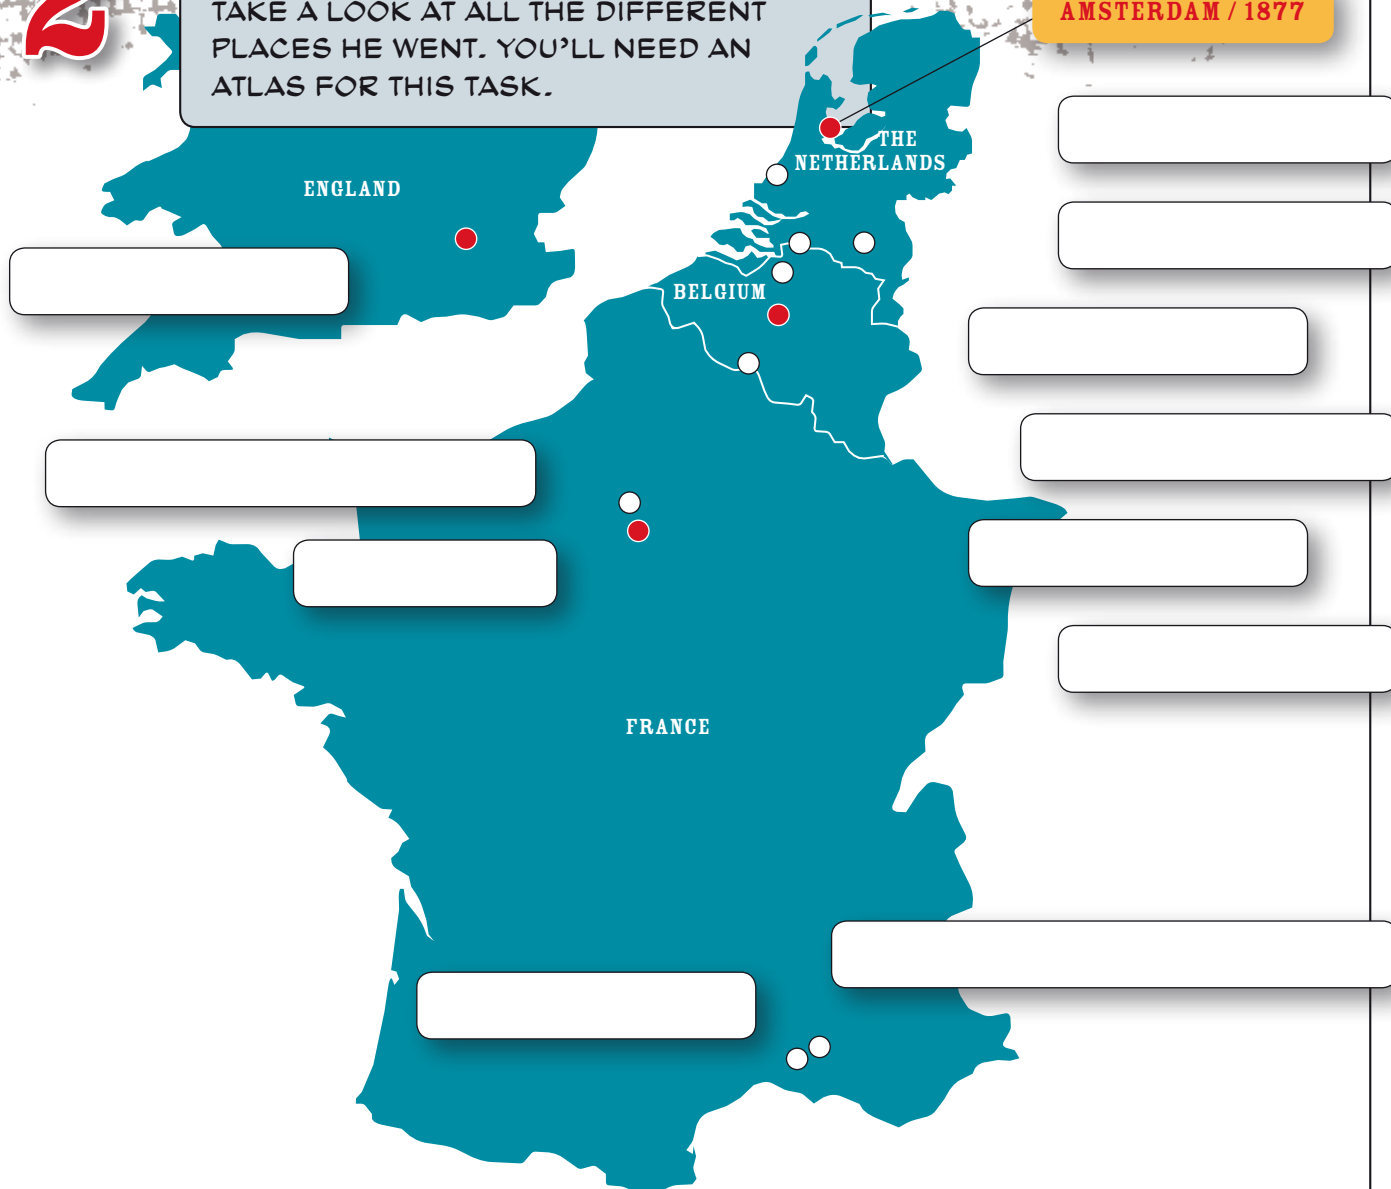 2
TAKE A LOOK AT ALL THE DIFFERENT
PLACES HE WENT. YOU'LL NEED AN
ATLAS FOR THIS TASK.
AMSTERDAM / 1877
THE
NETHERLANDS
ENGLAND
BELGIUM
FRANCE